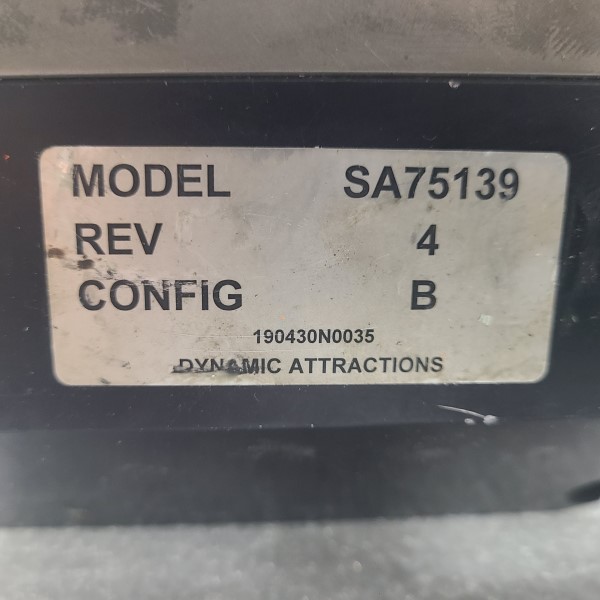 MODEL SA75139
REV 4
CONFIG B
190430N0035
DYNAMIC ATTRACTIONS